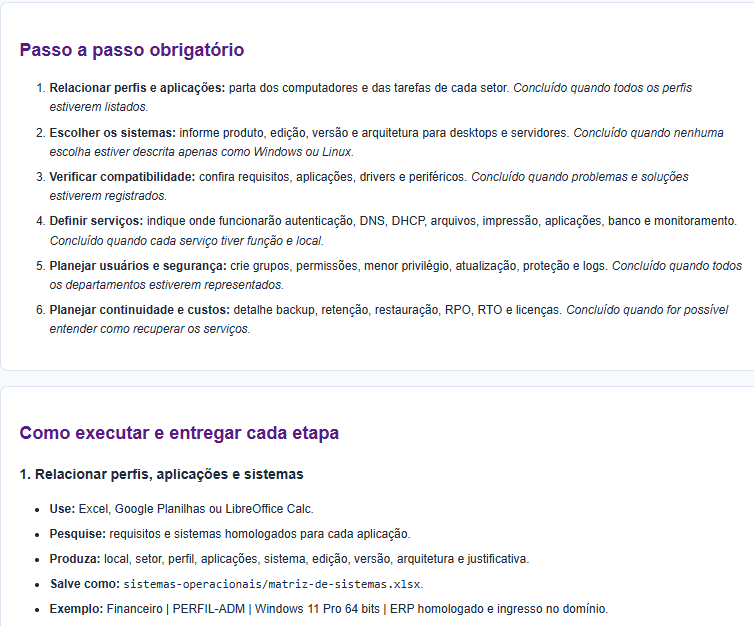 Passo a passo obrigatório
1. Relacionar perfis e aplicações: parta dos computadores e das tarefas de cada setor. Concluído quando todos os perfis
estiverem listados.
2. Escolher os sistemas: informe produto, edição, versão e arquitetura para desktops e servidores. Concluído quando nenhuma
escolha estiver descrita apenas como Windows ou Linux.
3. Verificar compatibilidade: confira requisitos, aplicações, drivers e periféricos. Concluído quando problemas e soluções
estiverem registrados.
4. Definir serviços: indique onde funcionarão autenticação, DNS, DHCP, arquivos, impressão, aplicações, banco e monitoramento.
Concluído quando cada serviço tiver função e local.
5. Planejar usuários e segurança: crie grupos, permissões, menor privilégio, atualização, proteção e logs. Concluído quando todos
os departamentos estiverem representados.
6. Planejar continuidade e custos: detalhe backup, retenção, restauração, RPO, RTO e licenças. Concluído quando for possível
entender como recuperar os serviços.
Como executar e entregar cada etapa
1. Relacionar perfis, aplicações e sistemas
• Use: Excel, Google Planilhas ou LibreOffice Calc.
• Pesquise: requisitos e sistemas homologados para cada aplicação.
• Produza: local, setor, perfil, aplicações, sistema, edição, versão, arquitetura e justificativa.
• Salve como: sistemas-operacionais/matriz-de-sistemas.xlsx.
• Exemplo: Financeiro | PERFIL-ADM | Windows 11 Pro 64 bits | ERP homologado e ingresso no domínio.